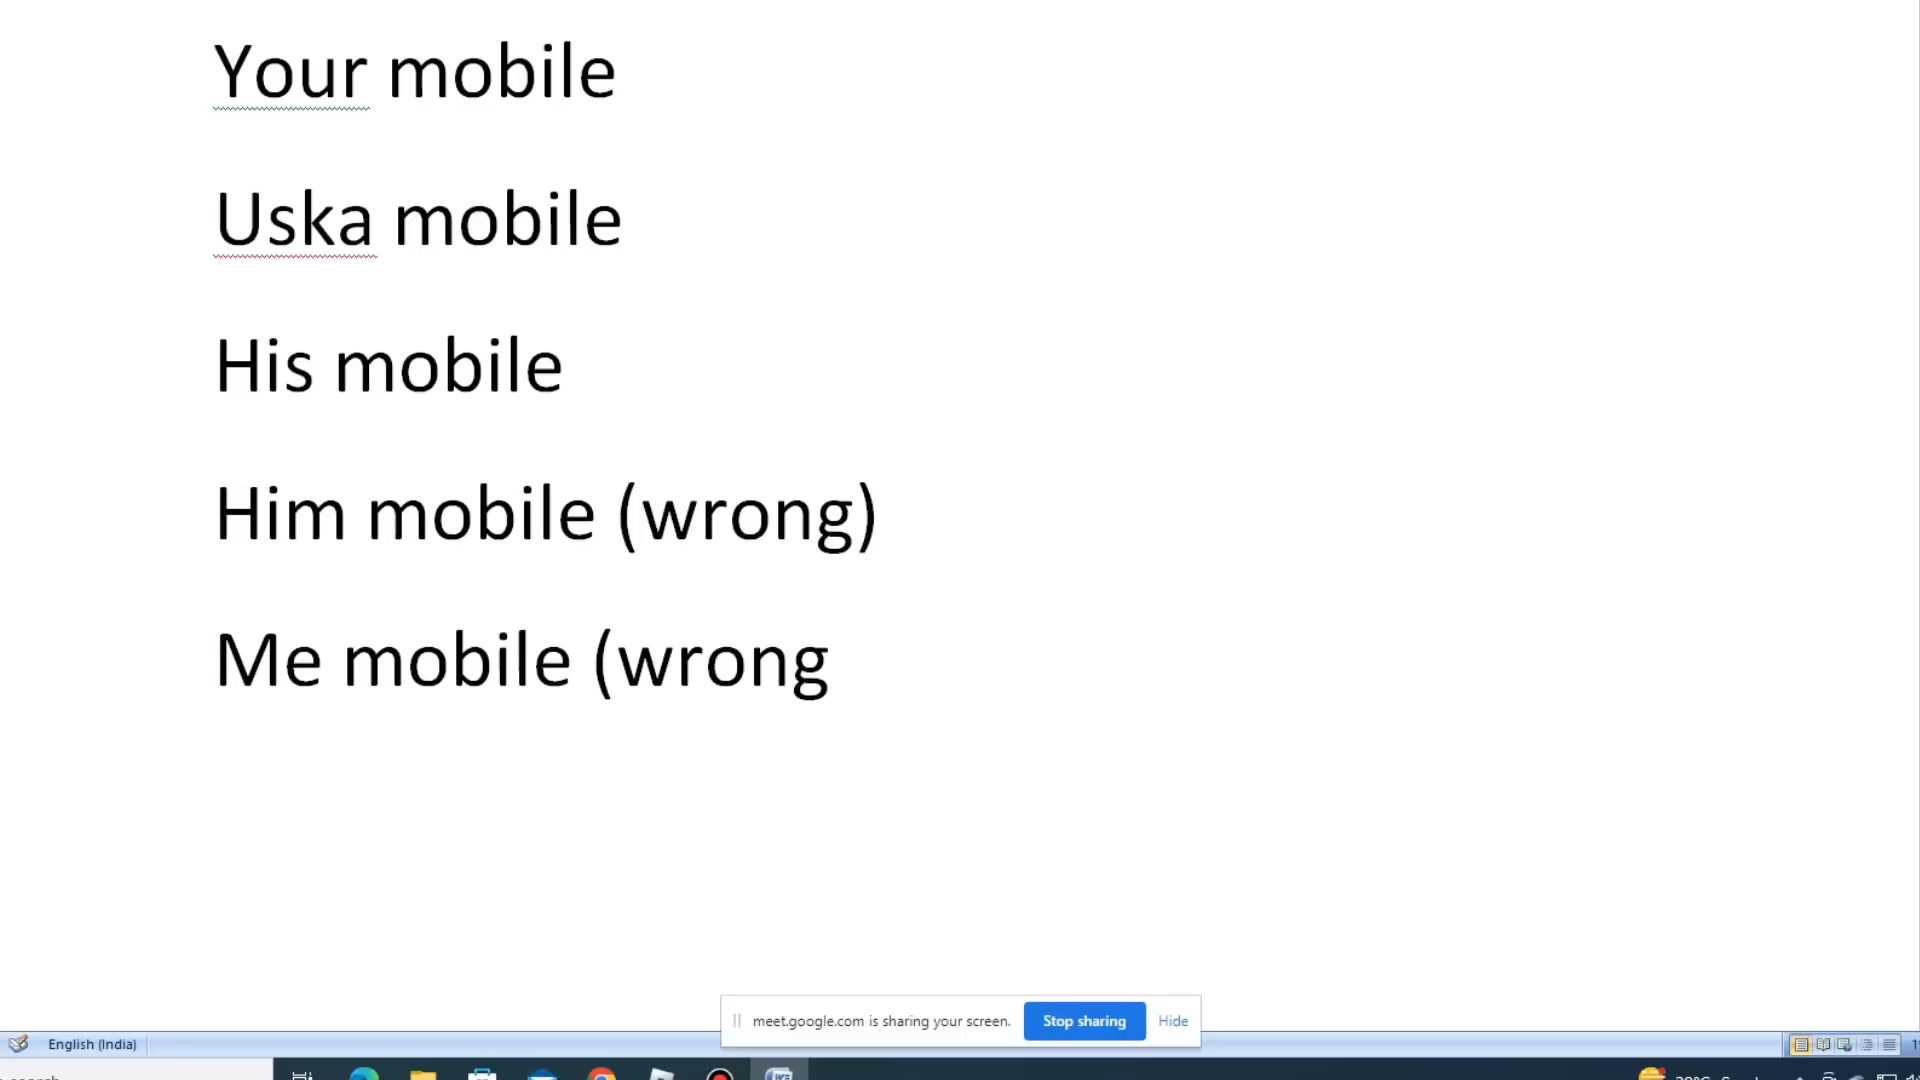 Your mobile
Uska mobile
His mobile
Him mobile (wrong)
Me mobile (wrong
meet.google.com is sharing your screen.
Stop sharing
Hide
English (India)